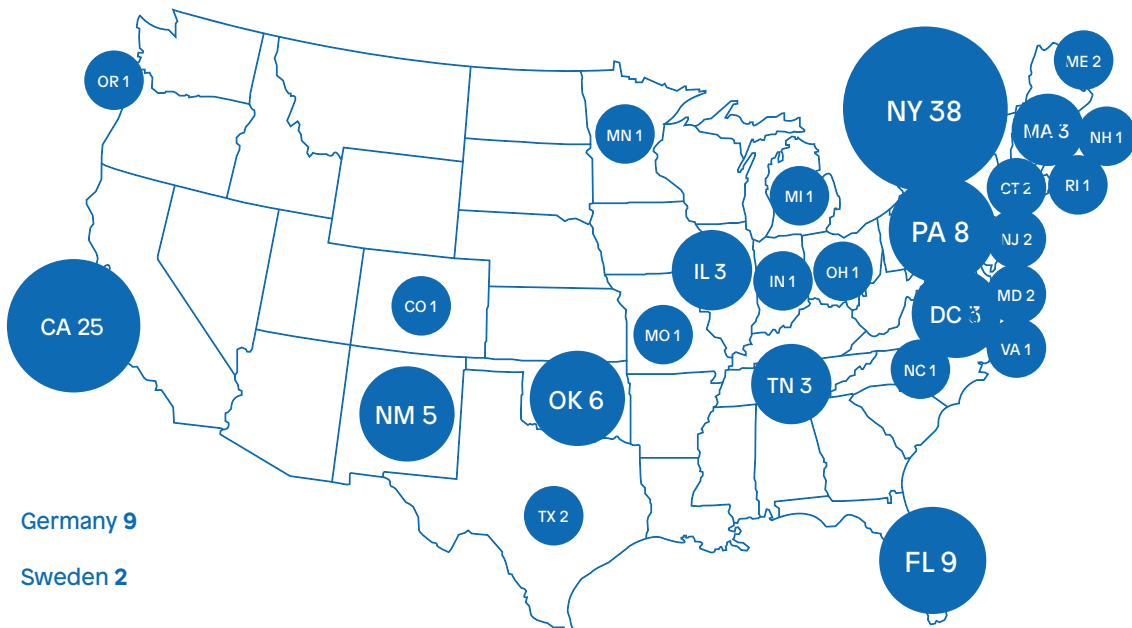 ME 2
OR 1
NY 38
MN 1
MA 3
NH 1
MI 1
CT 2
RI 1
PA 8
NJ 2
IL 3
OH 1
IN 1
MD 2
CO 1
DC 3
CA 25
MO 1
VA 1
NC 1
TN 3
OK 6
NM 5
TX 2
Germany 9
FL 9
Sweden 2